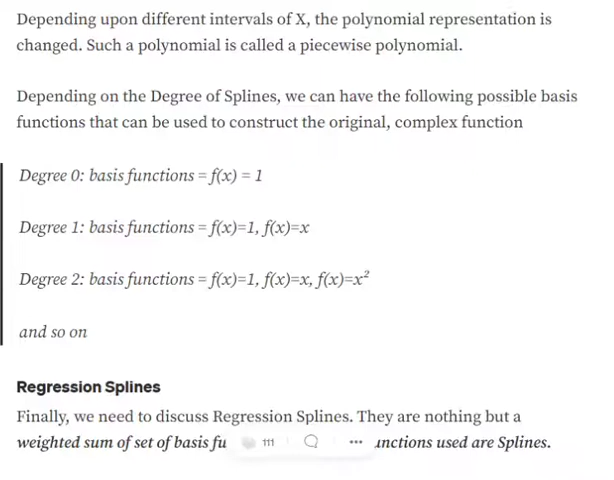 Depending upon different intervals of X, the polynomial representation is
changed. Such a polynomial is called a piecewise polynomial.
Depending on the Degree of Splines, we can have the following possible basis
functions that can be used to construct the original, complex function
Degree 0: basis functions = f(x) = 1
Degree 1: basis functions = f(x)=1, f(x)=x
Degree 2: basis functions = f(x)=1, f(x)=x, f(x)=x²
and so on
Regression Splines
Finally, we need to discuss Regression Splines. They are nothing but a
weighted sum of set of basis fu 111 ... unctions used are Splines.